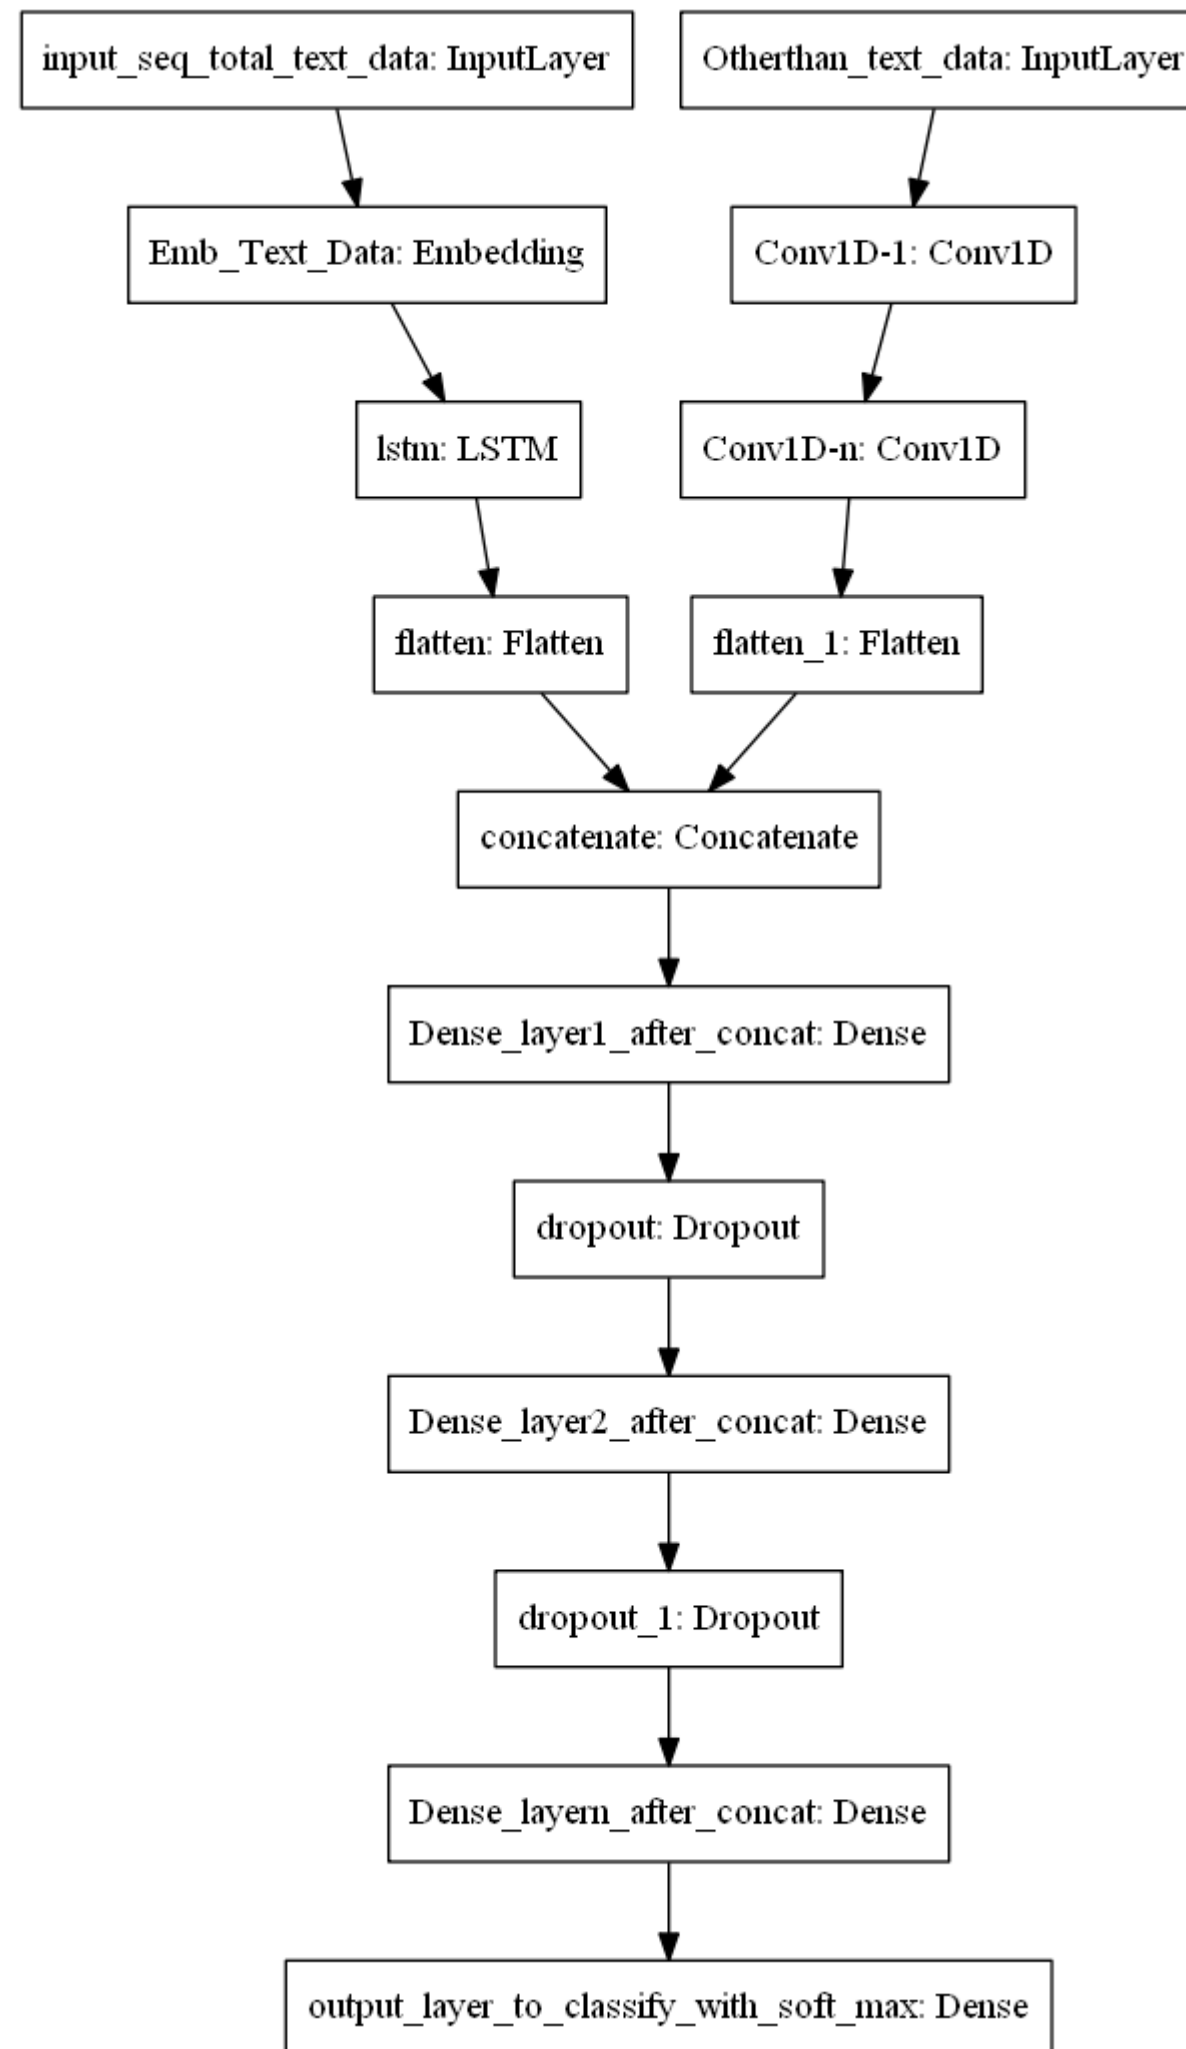 input_seq_total_text_data: InputLayer
Otherthan_text_data: InputLayer
Emb_Text_Data: Embedding
Conv1D-1: Conv1D
lstm: LSTM
Conv1D-n: Conv1D
flatten: Flatten
flatten_1: Flatten
concatenate: Concatenate
Dense_layer1_after_concat: Dense
dropout: Dropout
Dense_layer2_after_concat: Dense
dropout_1: Dropout
Dense_layern_after_concat: Dense
output_layer_to_classify_with_soft_max: Dense